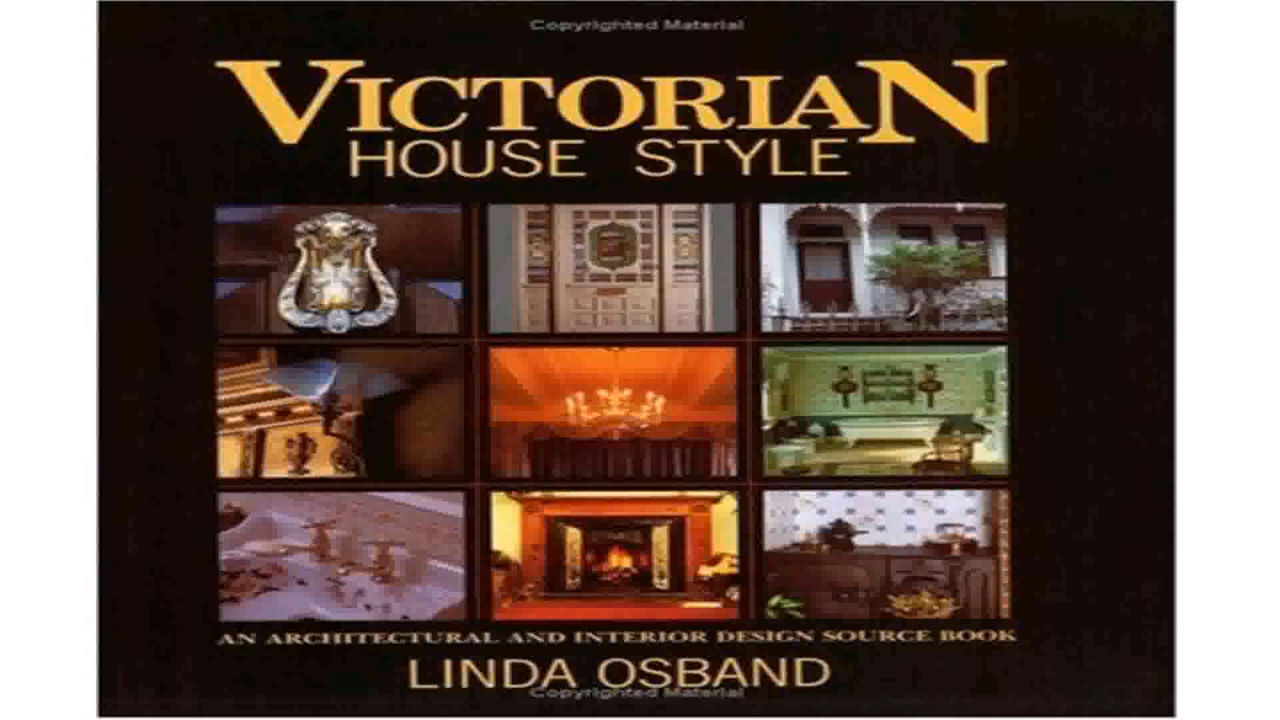 Copyrighted Material
VICTORIAN
HOUSE STYLE
AN ARCHITECTURAL AND INTERIOR DESIGN SOURCE BOOK
LINDA OSBAND
Copyrighted Material